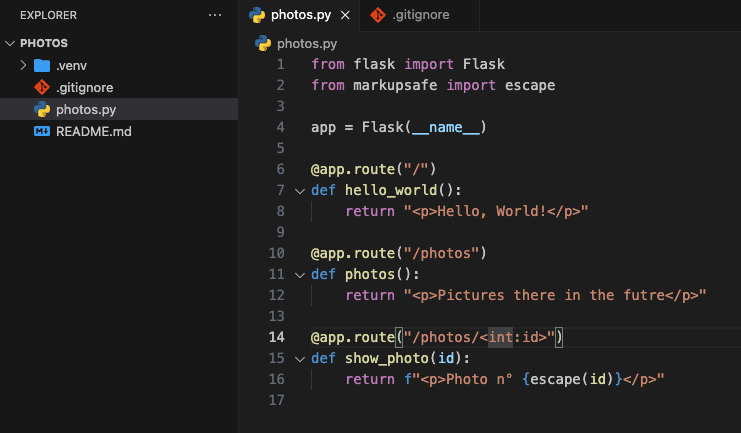 EXPLORER
PHOTOS
.venv
.gitignore
photos.py
README.md
photos.py
.gitignore
photos.py
1 from flask import Flask
2 from markupsafe import escape
3
4 app = Flask(__name__)
5
6 @app.route("/")
7 def hello_world():
8     return "<p>Hello, World!</p>"
9
10 @app.route("/photos")
11 def photos():
12     return "<p>Pictures there in the futre</p>"
13
14 @app.route("/photos/<int:id>")
15 def show_photo(id):
16     return f"<p>Photo n° {escape(id)}</p>"
17